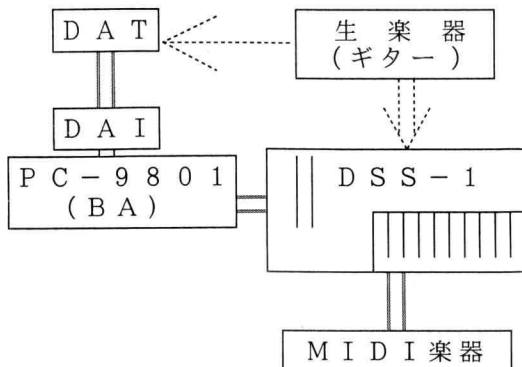 DAT
生楽器
(ギター)
DAI
PC-9801
(BA)
DSS-1
MIDI楽器